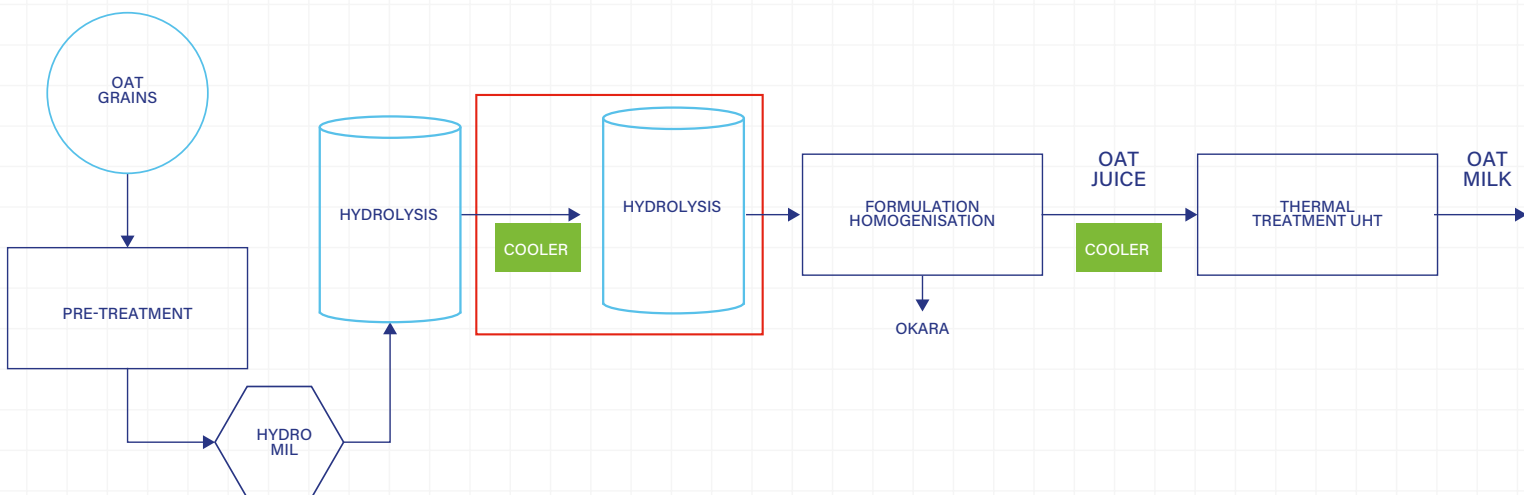 OAT
GRAINS
PRE-TREATMENT
HYDRO
MIL
HYDROLYSIS
COOLER
HYDROLYSIS
FORMULATION
HOMOGENISATION
OKARA
OAT
JUICE
COOLER
THERMAL
TREATMENT UHT
OAT
MILK